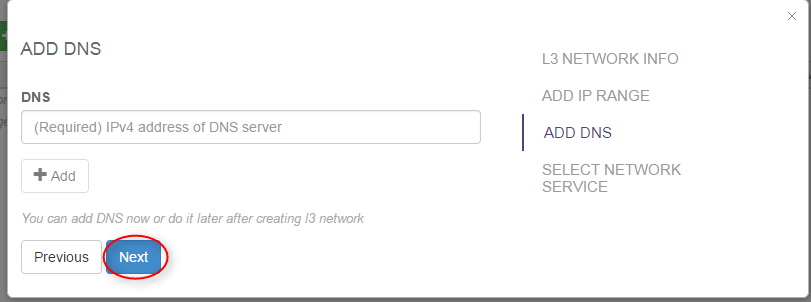 ADD DNS
DNS
(Required) IPv4 address of DNS server
Add
You can add DNS now or do it later after creating l3 network
Previous
Next
L3 NETWORK INFO
ADD IP RANGE
ADD DNS
SELECT NETWORK
SERVICE